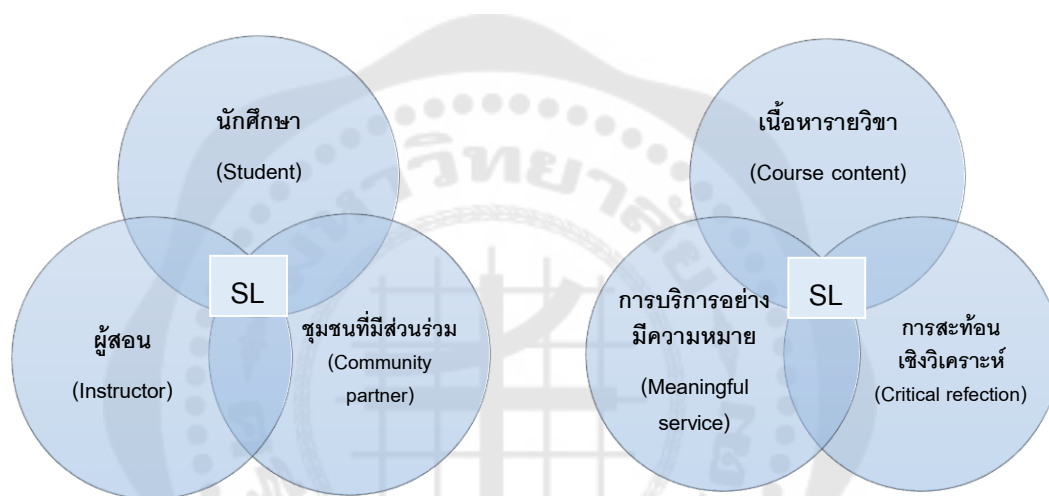 นักศึกษา
(Student)
SL
ผู้สอน
(Instructor)
ชุมชนที่มีส่วนร่วม
(Community
partner)
เนื้อหารายวิขา
(Course content)
SL
การบริการอย่าง
มีความหมาย
(Meaningful
service)
การสะท้อน
เชิงวิเคราะห์
(Critical refection)